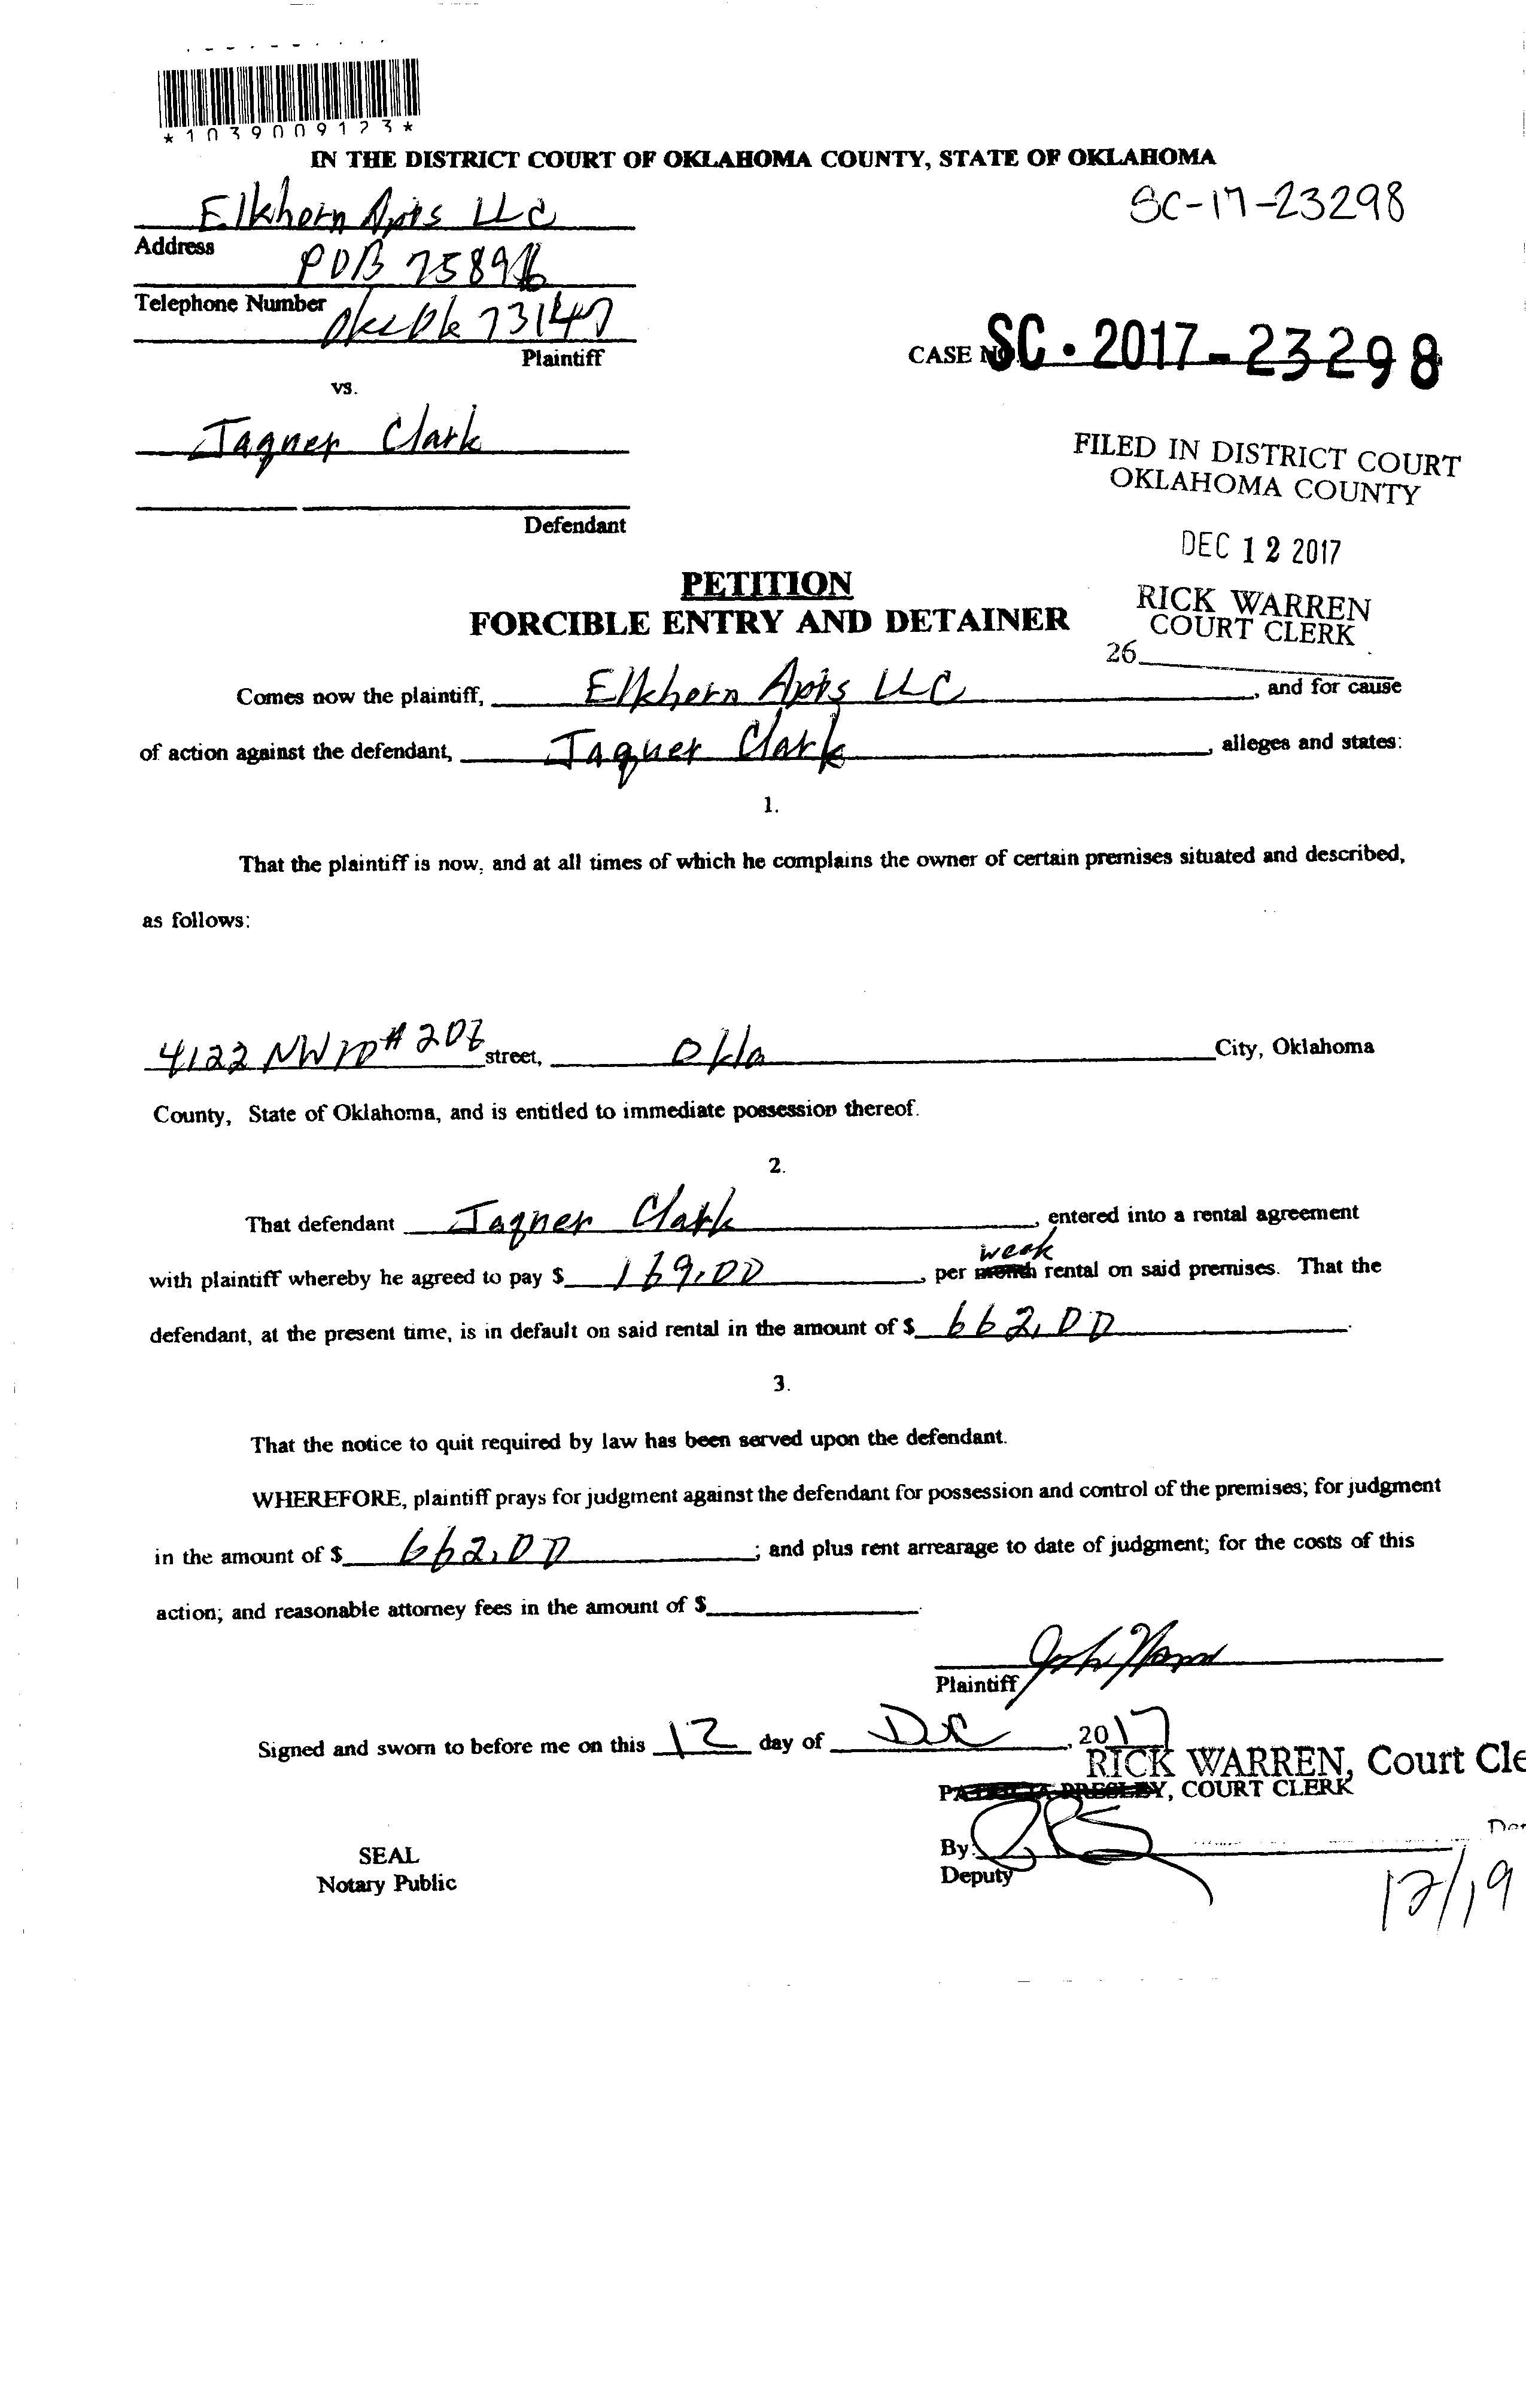 *1039009123*
IN THE DISTRICT COURT OF OKLAHOMA COUNTY, STATE OF OKLAHOMA
Elkhorn Apts LLC
SC-17-23298
Address
POB 75896
Telephone Number
Okc Ok 73147
Plaintiff
CASE NO SC-2017-23298
vs.
Jaquer Clark
FILED IN DISTRICT COURT
OKLAHOMA COUNTY
Defendant
DEC 12 2017
PETITION
RICK WARREN
FORCIBLE ENTRY AND DETAINER
COURT CLERK
26
Comes now the plaintiff, Elkhorn Apts LLC, and for cause
of action against the defendant, Jaquer Clark, alleges and states:
1.
That the plaintiff is now, and at all times of which he complains the owner of certain premises situated and described,
as follows:
4122 NW 10 # street, Okla City, Oklahoma
County, State of Oklahoma, and is entitled to immediate possession thereof.
2.
That defendant Jaquer Clark, entered into a rental agreement
week
with plaintiff whereby he agreed to pay $ 169.00, per month rental on said premises. That the
defendant, at the present time, is in default on said rental in the amount of $ 662.00.
3.
That the notice to quit required by law has been served upon the defendant.
WHEREFORE, plaintiff prays for judgment against the defendant for possession and control of the premises; for judgment
in the amount of $ 662.00; and plus rent arrearage to date of judgment; for the costs of this
action; and reasonable attorney fees in the amount of $.
Plaintiff
Signed and sworn to before me on this 12 day of Dec, 2017
RICK WARREN, Court Cle
PATRICIA PRESLEY, COURT CLERK
By:
SEAL
Deputy
Notary Public
12/19